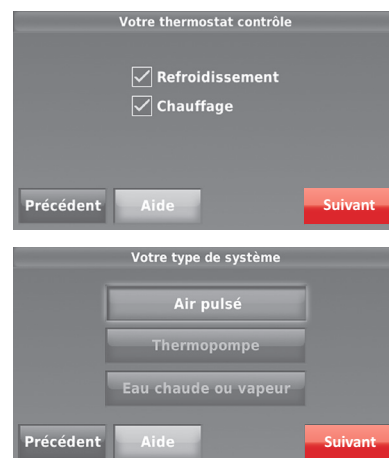 Votre thermostat contrôle
Refroidissement
Chauffage
Précédent Aide Suivant
Votre type de système
Air pulsé
Thermopompe
Eau chaude ou vapeur
Précédent Aide Suivant